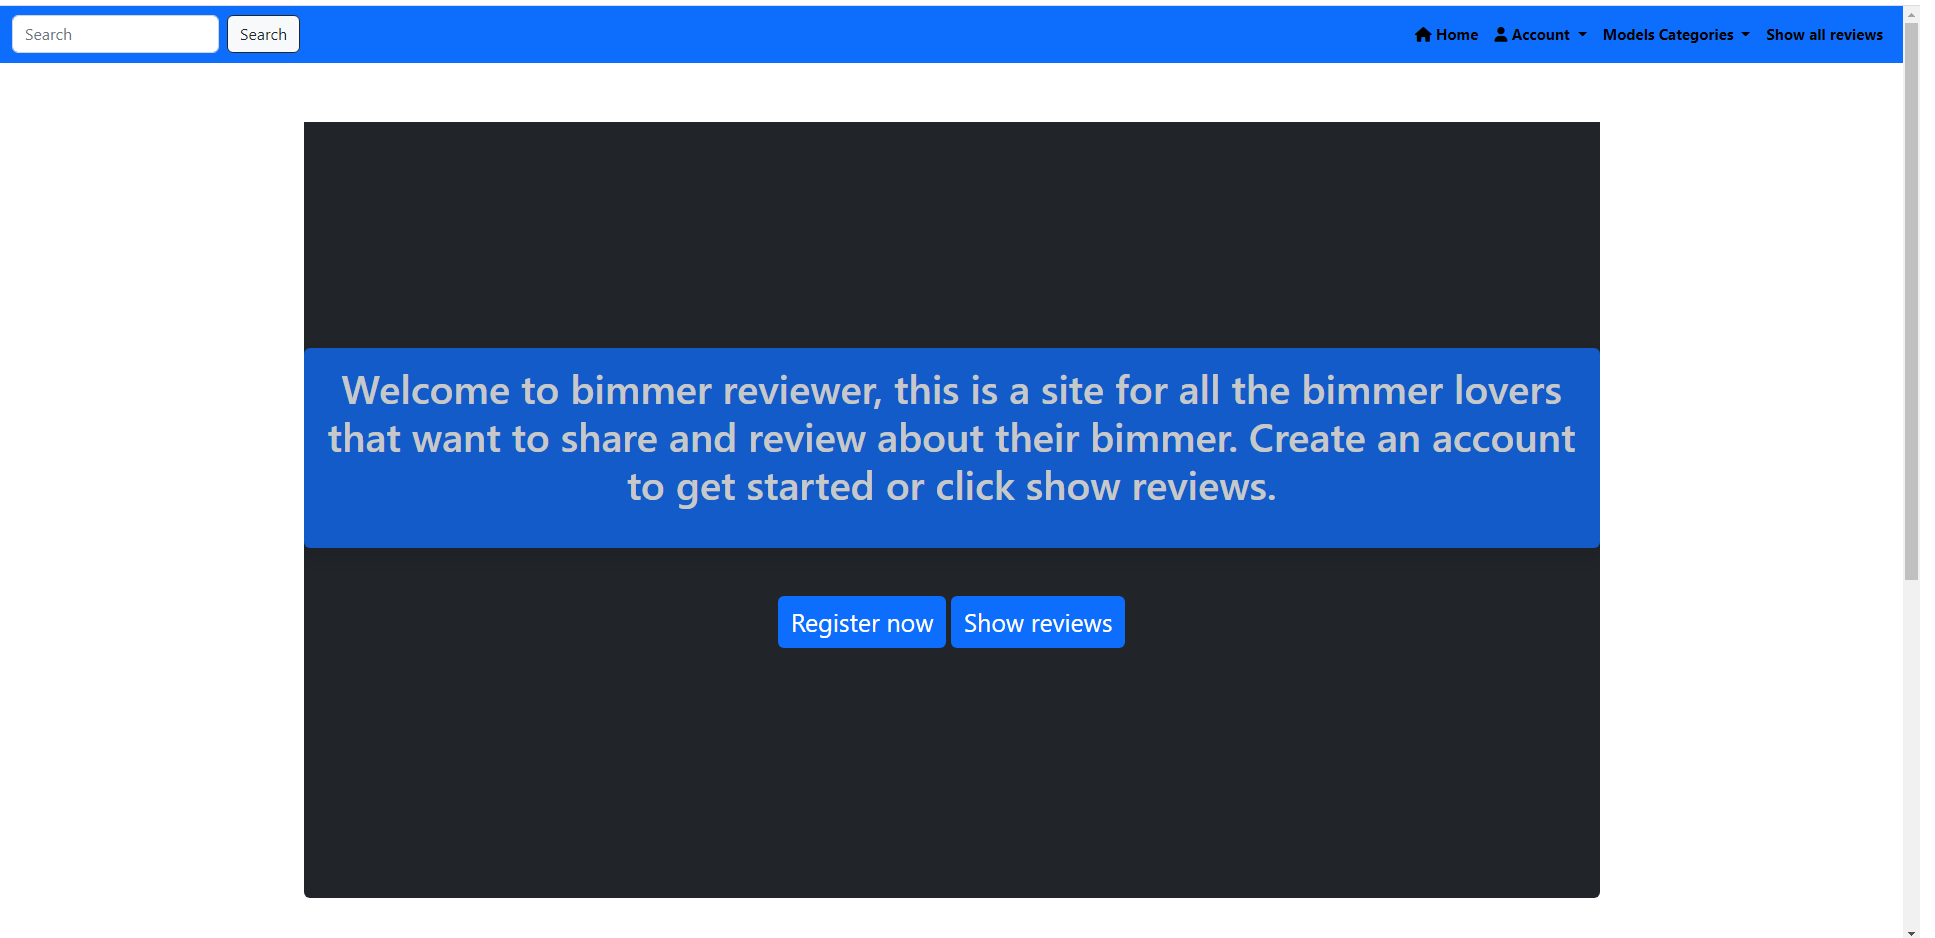 Search Search Home Account Models Categories Show all reviews
Welcome to bimmer reviewer, this is a site for all the bimmer lovers
that want to share and review about their bimmer. Create an account
to get started or click show reviews.
Register now Show reviews